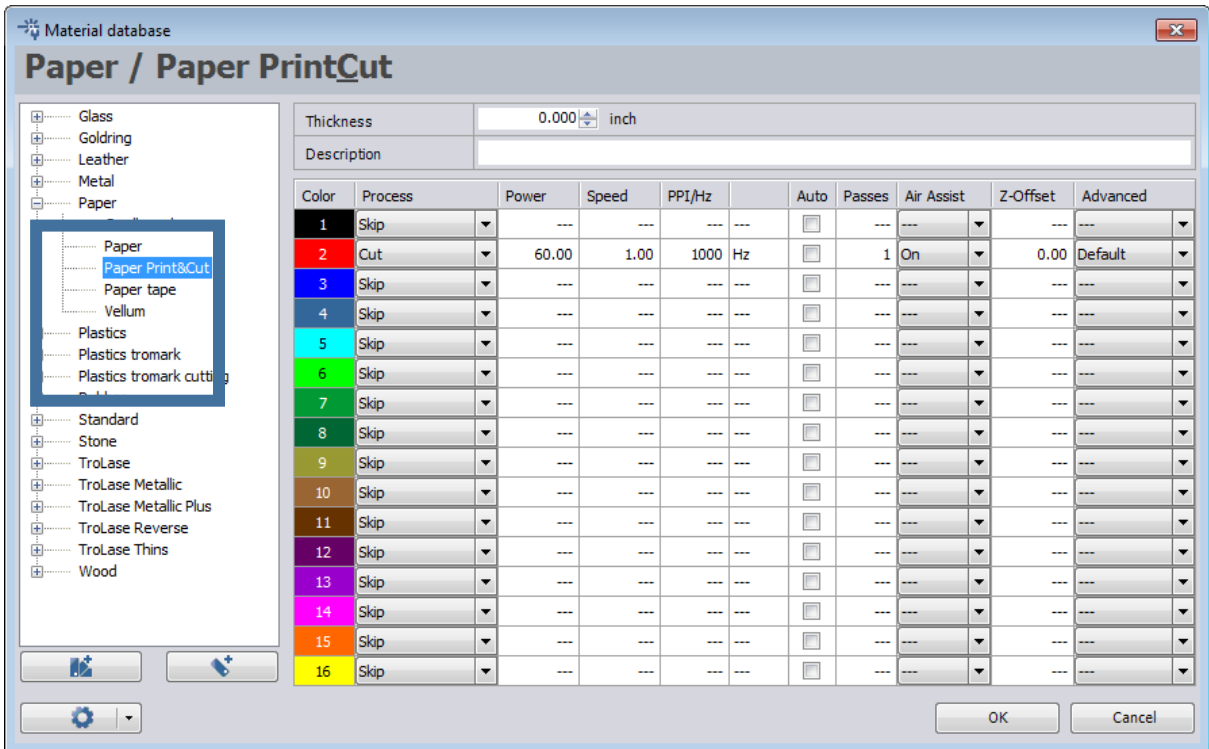 Material database
Paper / Paper PrintCut
Glass
Goldring
Leather
Metal
Paper
Paper
Paper Print&Cut
Paper tape
Vellum
Plastics
Plastics tromark
Plastics tromark cutting
Standard
Stone
TroLase
TroLase Metallic
TroLase Metallic Plus
TroLase Reverse
TroLase Thins
Wood
Thickness 0.000 inch
Description
Color Process Power Speed PPI/Hz Auto Passes Air Assist Z-Offset Advanced
1 Skip --- --- --- --- --- --- --- ---
2 Cut 60.00 1.00 1000 Hz 1 On 0.00 Default
3 Skip --- --- --- --- --- --- --- ---
4 Skip --- --- --- --- --- --- --- ---
5 Skip --- --- --- --- --- --- --- ---
6 Skip --- --- --- --- --- --- --- ---
7 Skip --- --- --- --- --- --- --- ---
8 Skip --- --- --- --- --- --- --- ---
9 Skip --- --- --- --- --- --- --- ---
10 Skip --- --- --- --- --- --- --- ---
11 Skip --- --- --- --- --- --- --- ---
12 Skip --- --- --- --- --- --- --- ---
13 Skip --- --- --- --- --- --- --- ---
14 Skip --- --- --- --- --- --- --- ---
15 Skip --- --- --- --- --- --- --- ---
16 Skip --- --- --- --- --- --- --- ---
OK Cancel